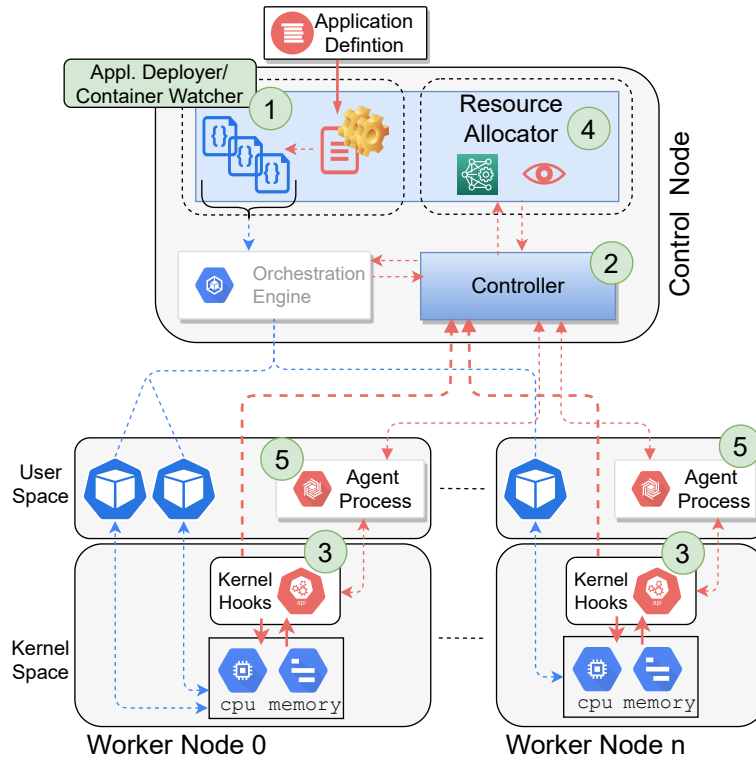 Application
Defintion
Appl. Deployer/
Container Watcher
1
Resource
Allocator
4
{}
{}
{}
Control Node
Orchestration
Engine
Controller
2
User
Space
5
Agent
Process
5
Agent
Process
Kernel
Space
3
Kernel
Hooks
api
cpu
memory
3
Kernel
Hooks
api
cpu
memory
Worker Node 0
Worker Node n